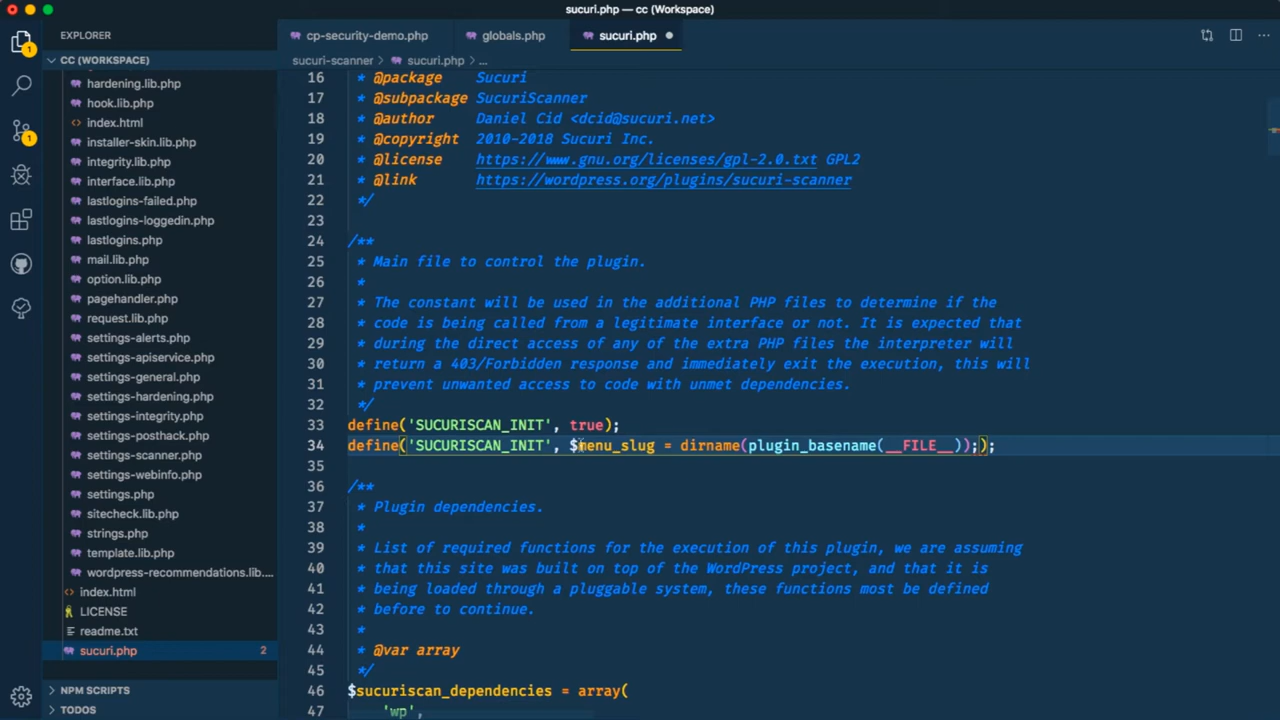 sucuri.php — cc (Workspace)
EXPLORER
CC (WORKSPACE)
hardening.lib.php
hook.lib.php
index.html
installer-skin.lib.php
integrity.lib.php
interface.lib.php
lastlogins-failed.php
lastlogins-loggedin.php
lastlogins.php
mail.lib.php
option.lib.php
pagehandler.php
request.lib.php
settings-alerts.php
settings-apiservice.php
settings-general.php
settings-hardening.php
settings-integrity.php
settings-posthack.php
settings-scanner.php
settings-webinfo.php
settings.php
sitecheck.lib.php
strings.php
template.lib.php
wordpress-recommendations.lib....
index.html
LICENSE
readme.txt
sucuri.php 2
NPM SCRIPTS
TODOS
1
1
cp-security-demo.php globals.php sucuri.php
sucuri-scanner > sucuri.php > ...
16 * @package Sucuri
17 * @subpackage SucuriScanner
18 * @author Daniel Cid <dcid@sucuri.net>
19 * @copyright 2010-2018 Sucuri Inc.
20 * @license https://www.gnu.org/licenses/gpl-2.0.txt GPL2
21 * @link https://wordpress.org/plugins/sucuri-scanner
22 */
23
24 /**
25 * Main file to control the plugin.
26 *
27 * The constant will be used in the additional PHP files to determine if the
28 * code is being called from a legitimate interface or not. It is expected that
29 * during the direct access of any of the extra PHP files the interpreter will
30 * return a 403/Forbidden response and immediately exit the execution, this will
31 * prevent unwanted access to code with unmet dependencies.
32 */
33 define('SUCURISCAN_INIT', true);
34 define('SUCURISCAN_INIT', $menu_slug = dirname(plugin_basename(__FILE__)););
35
36 /**
37 * Plugin dependencies.
38 *
39 * List of required functions for the execution of this plugin, we are assuming
40 * that this site was built on top of the WordPress project, and that it is
41 * being loaded through a pluggable system, these functions most be defined
42 * before to continue.
43 *
44 * @var array
45 */
46 $sucuriscan_dependencies = array(
47 'wp',